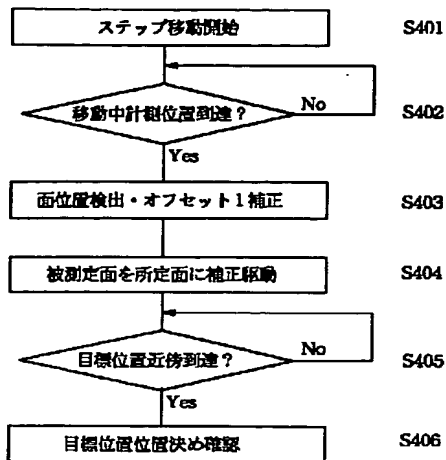 ステップ移動開始 S401
移動中計測位置到達? No S402
Yes
面位置検出・オフセット1補正 S403
被測定面を所定面に補正駆動 S404
目標位置近傍到達? No S405
Yes
目標位置位置決め確認 S406